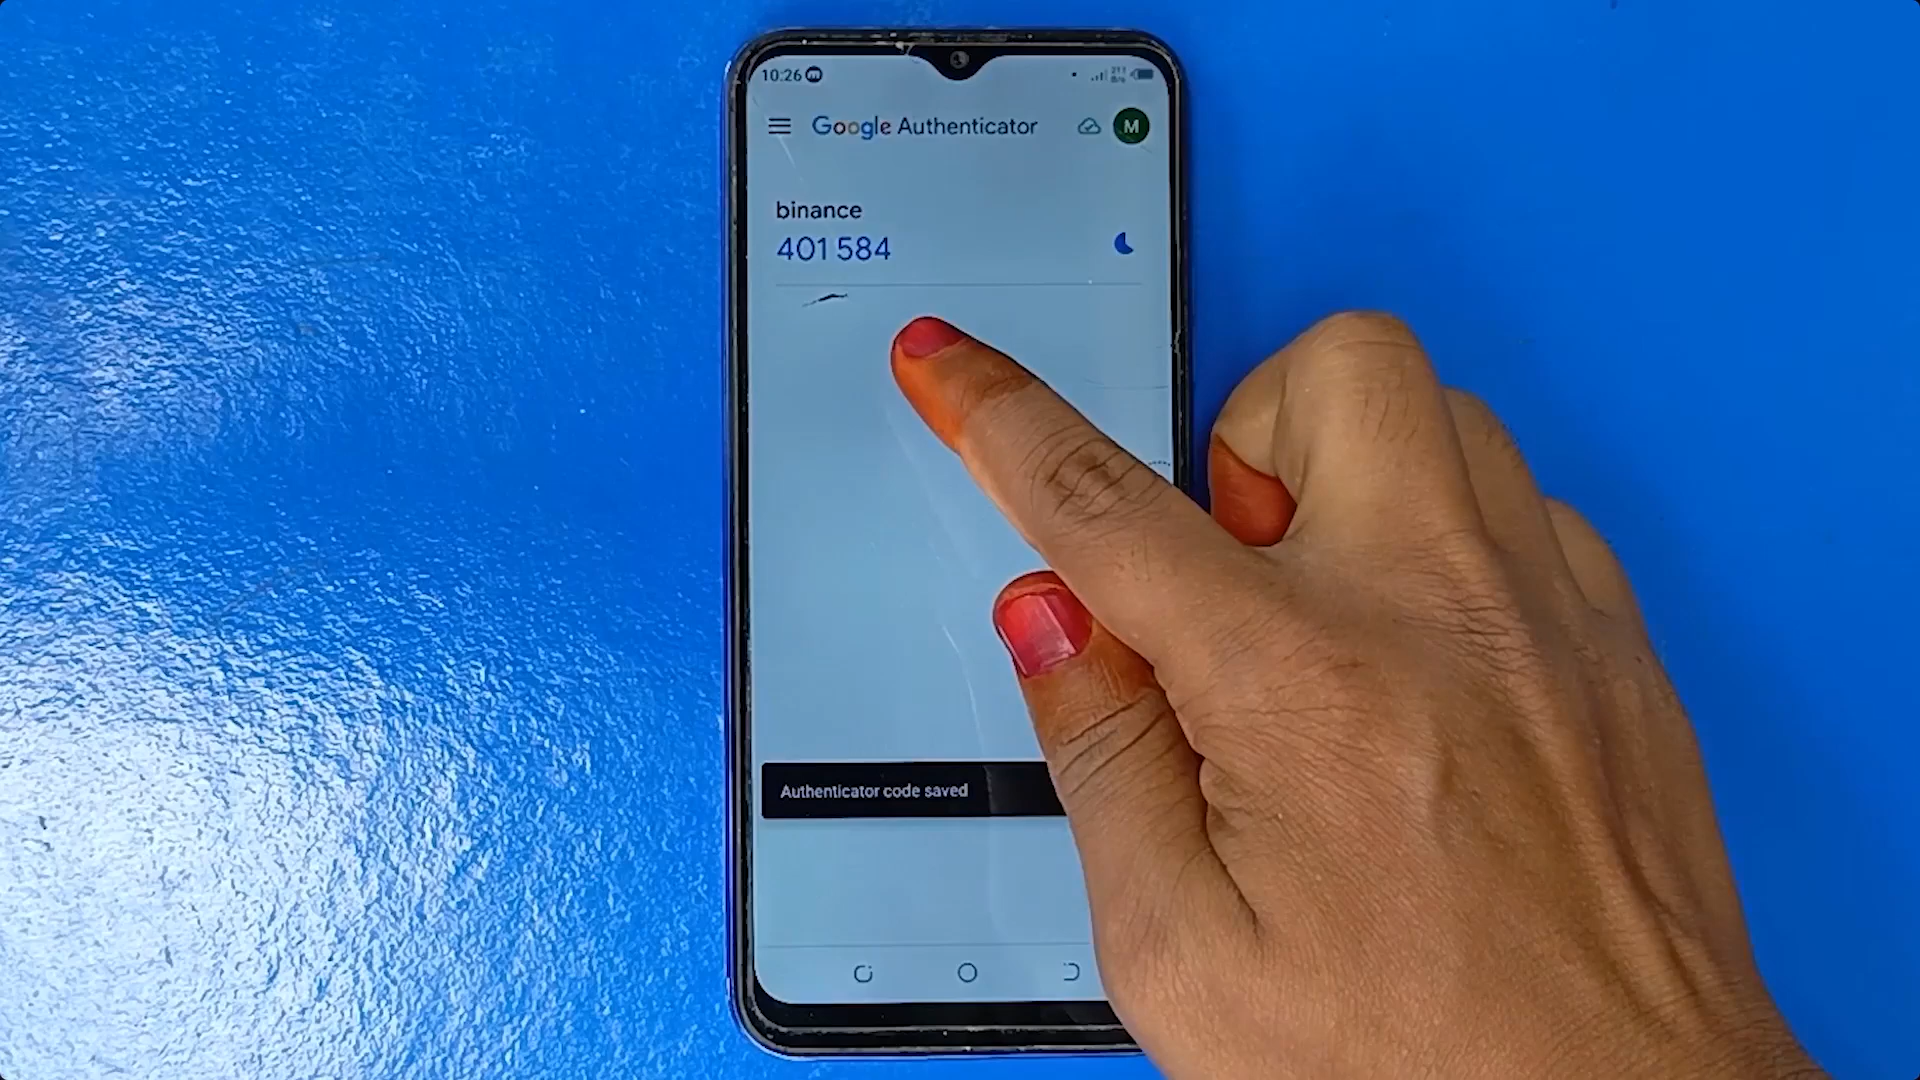 10:26
Google Authenticator
M
binance
401 584
Authenticator code saved